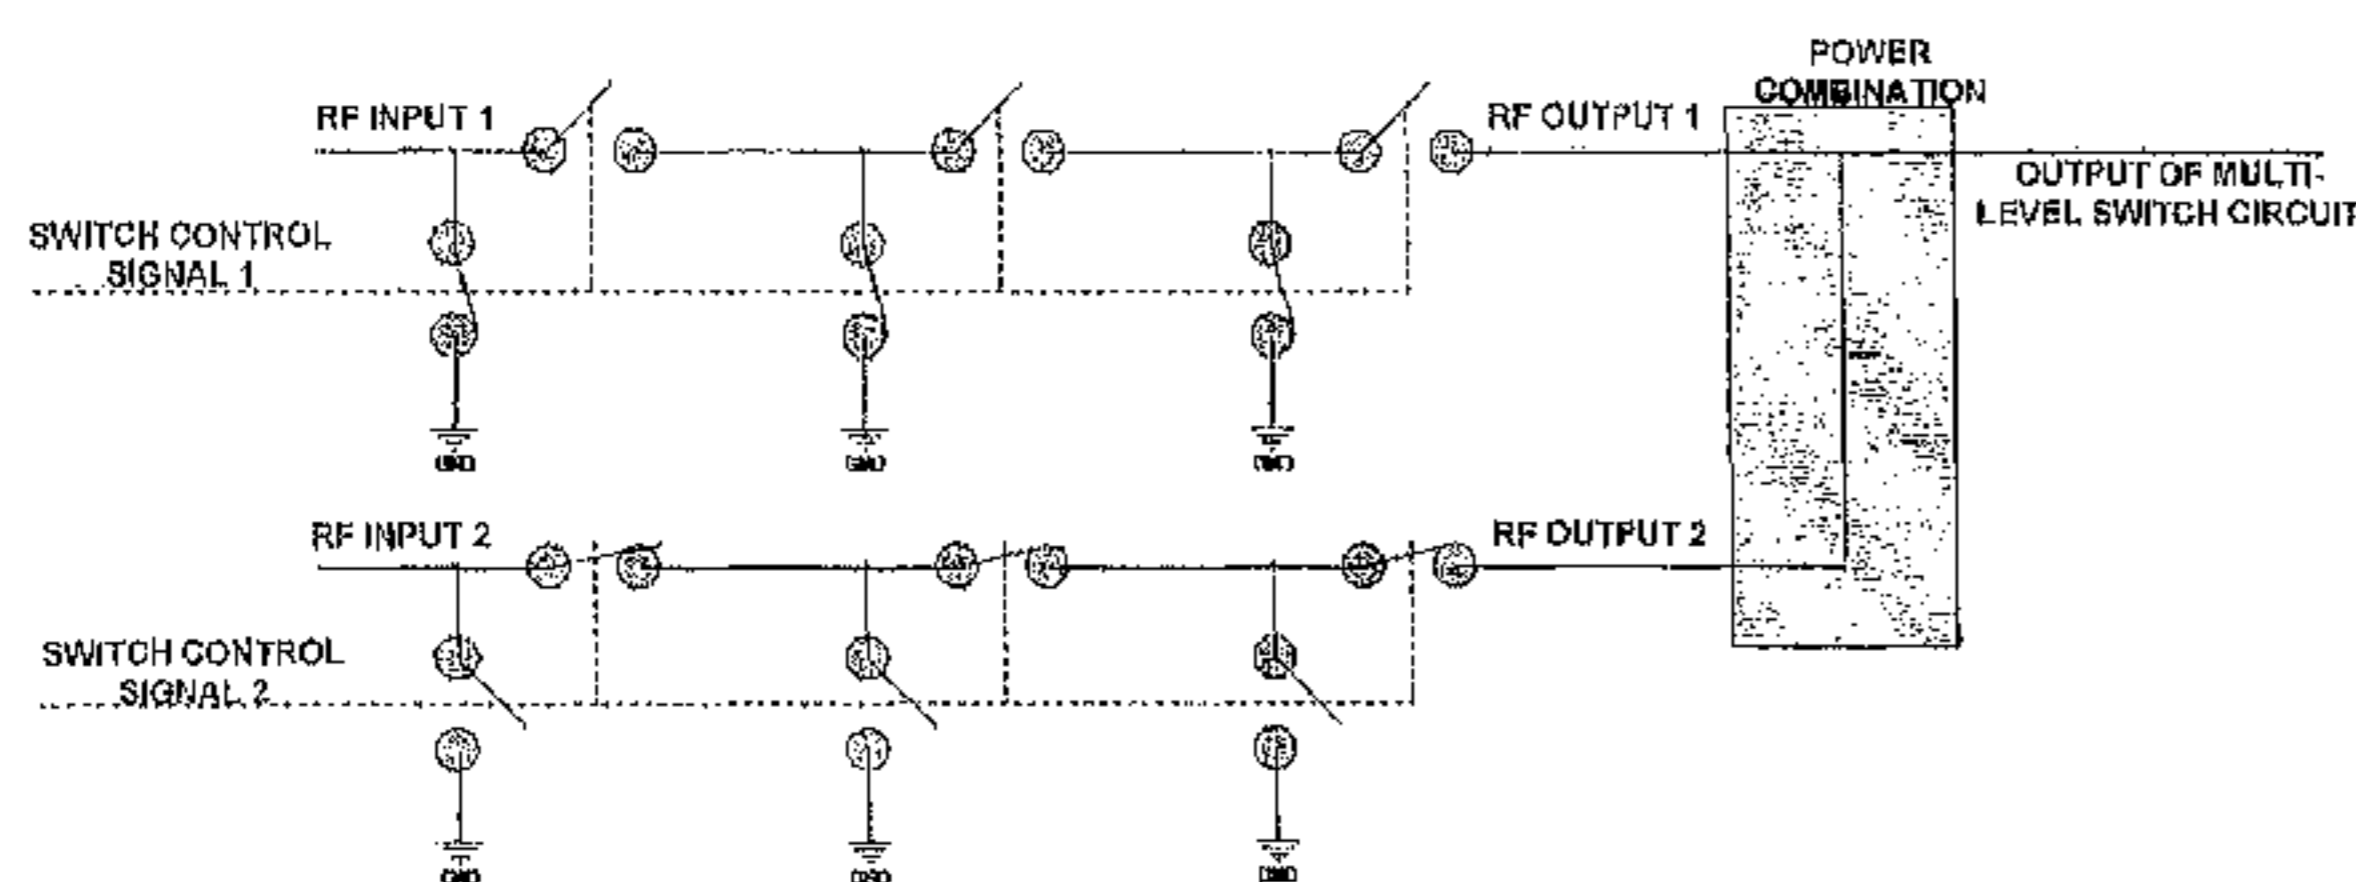 POWER
COMBINATION
RF INPUT 1
RF OUTPUT 1
OUTPUT OF MULTI-
LEVEL SWITCH CIRCUIT
SWITCH CONTROL
SIGNAL 1
GND
GND
GND
RF INPUT 2
RF OUTPUT 2
SWITCH CONTROL
SIGNAL 2
GND
GND
GND